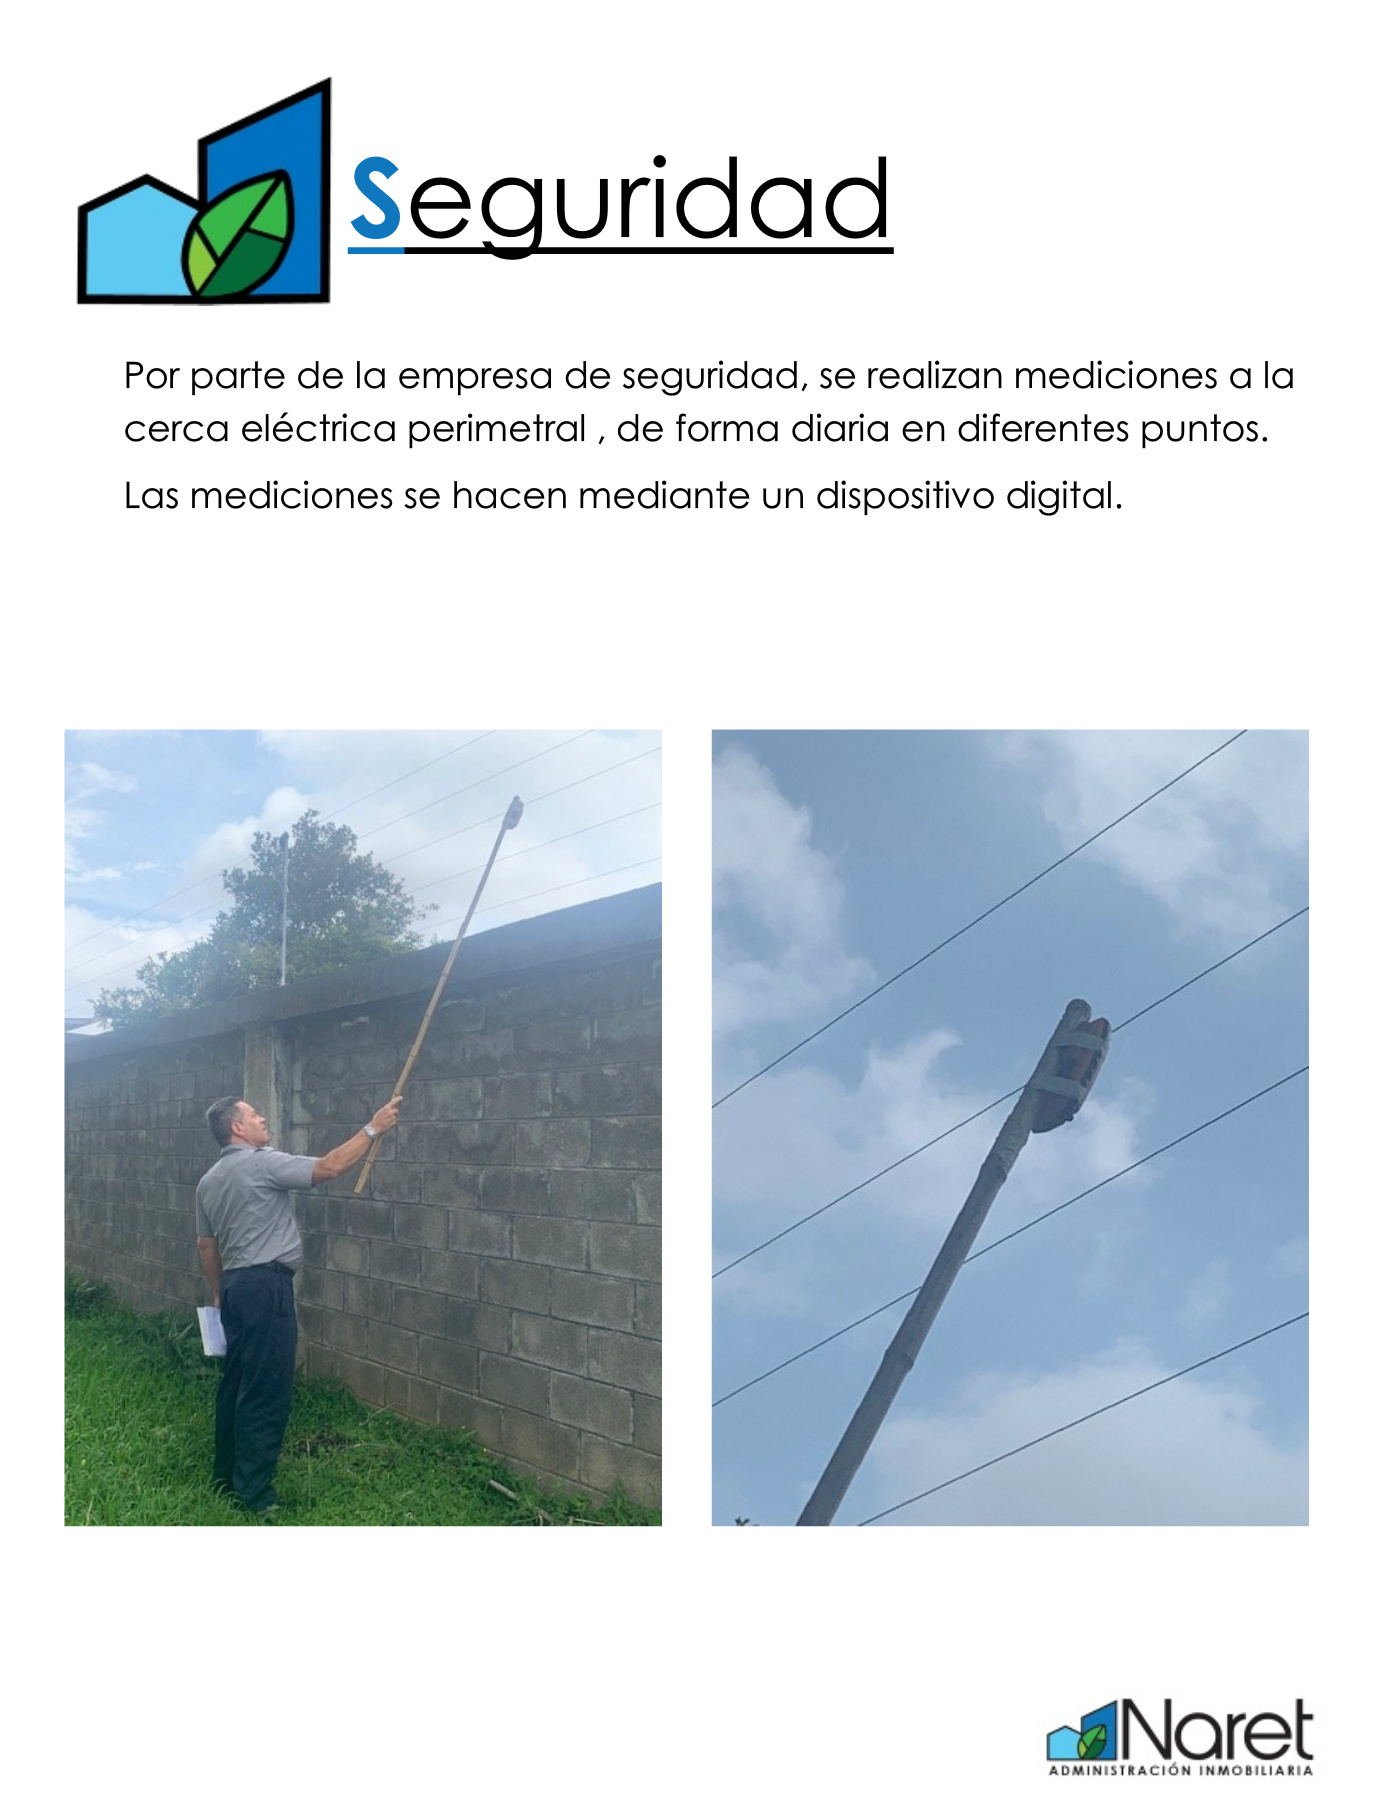 Seguridad
Por parte de la empresa de seguridad, se realizan mediciones a la
cerca eléctrica perimetral , de forma diaria en diferentes puntos.
Las mediciones se hacen mediante un dispositivo digital.
Naret
ADMINISTRACIÓN INMOBILIARIA